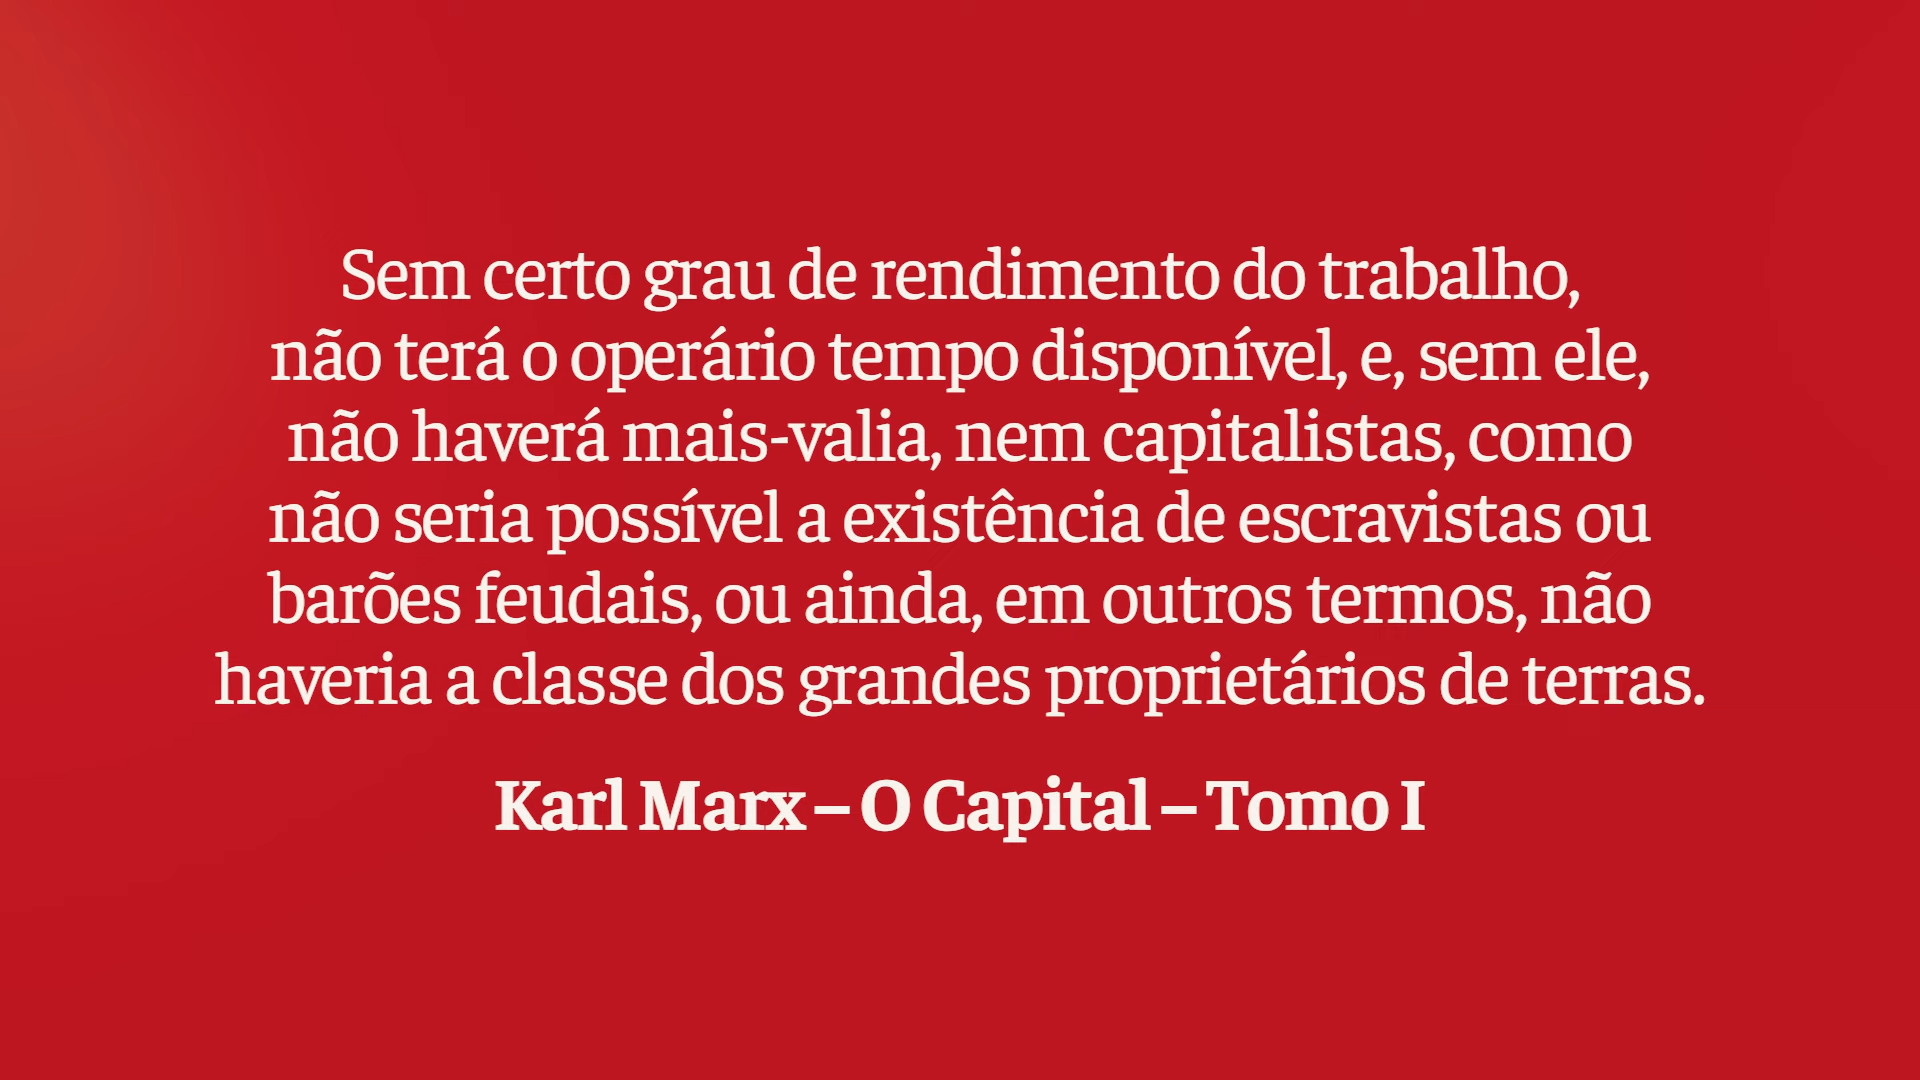 Sem certo grau de rendimento do trabalho,
não terá o operário tempo disponível, e, sem ele,
não haverá mais-valia, nem capitalistas, como
não seria possível a existência de escravistas ou
barões feudais, ou ainda, em outros termos, não
haveria a classe dos grandes proprietários de terras.
Karl Marx – O Capital – Tomo I